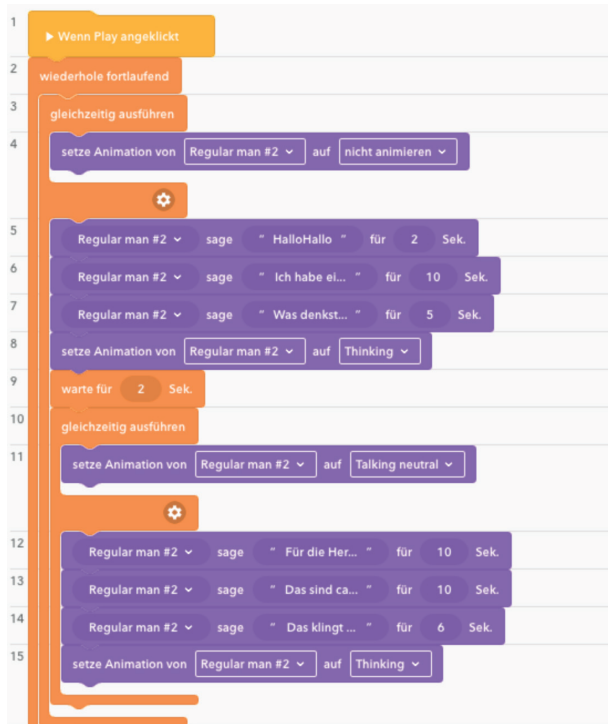 1 Wenn Play angeklickt
2 wiederhole fortlaufend
3 gleichzeitig ausführen
4 setze Animation von Regular man #2 auf nicht animieren
5 Regular man #2 sage “ HalloHallo ” für 2 Sek.
6 Regular man #2 sage “ Ich habe ei... ” für 10 Sek.
7 Regular man #2 sage “ Was denkst... ” für 5 Sek.
8 setze Animation von Regular man #2 auf Thinking
9 warte für 2 Sek.
10 gleichzeitig ausführen
11 setze Animation von Regular man #2 auf Talking neutral
12 Regular man #2 sage “ Für die Her... ” für 10 Sek.
13 Regular man #2 sage “ Das sind ca... ” für 10 Sek.
14 Regular man #2 sage “ Das klingt ... ” für 6 Sek.
15 setze Animation von Regular man #2 auf Thinking